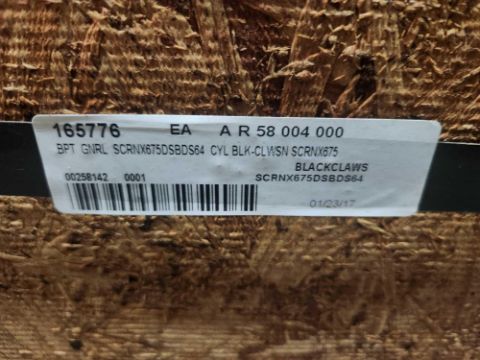 165776 EA A R 58 004 000
BPT GNRL SCRNX675DSBDS64 CYL BLK-CLWSN SCRNX675
BLACKCLAWS
00258142 0001 SCRNX675DSBDS64
01/23/17